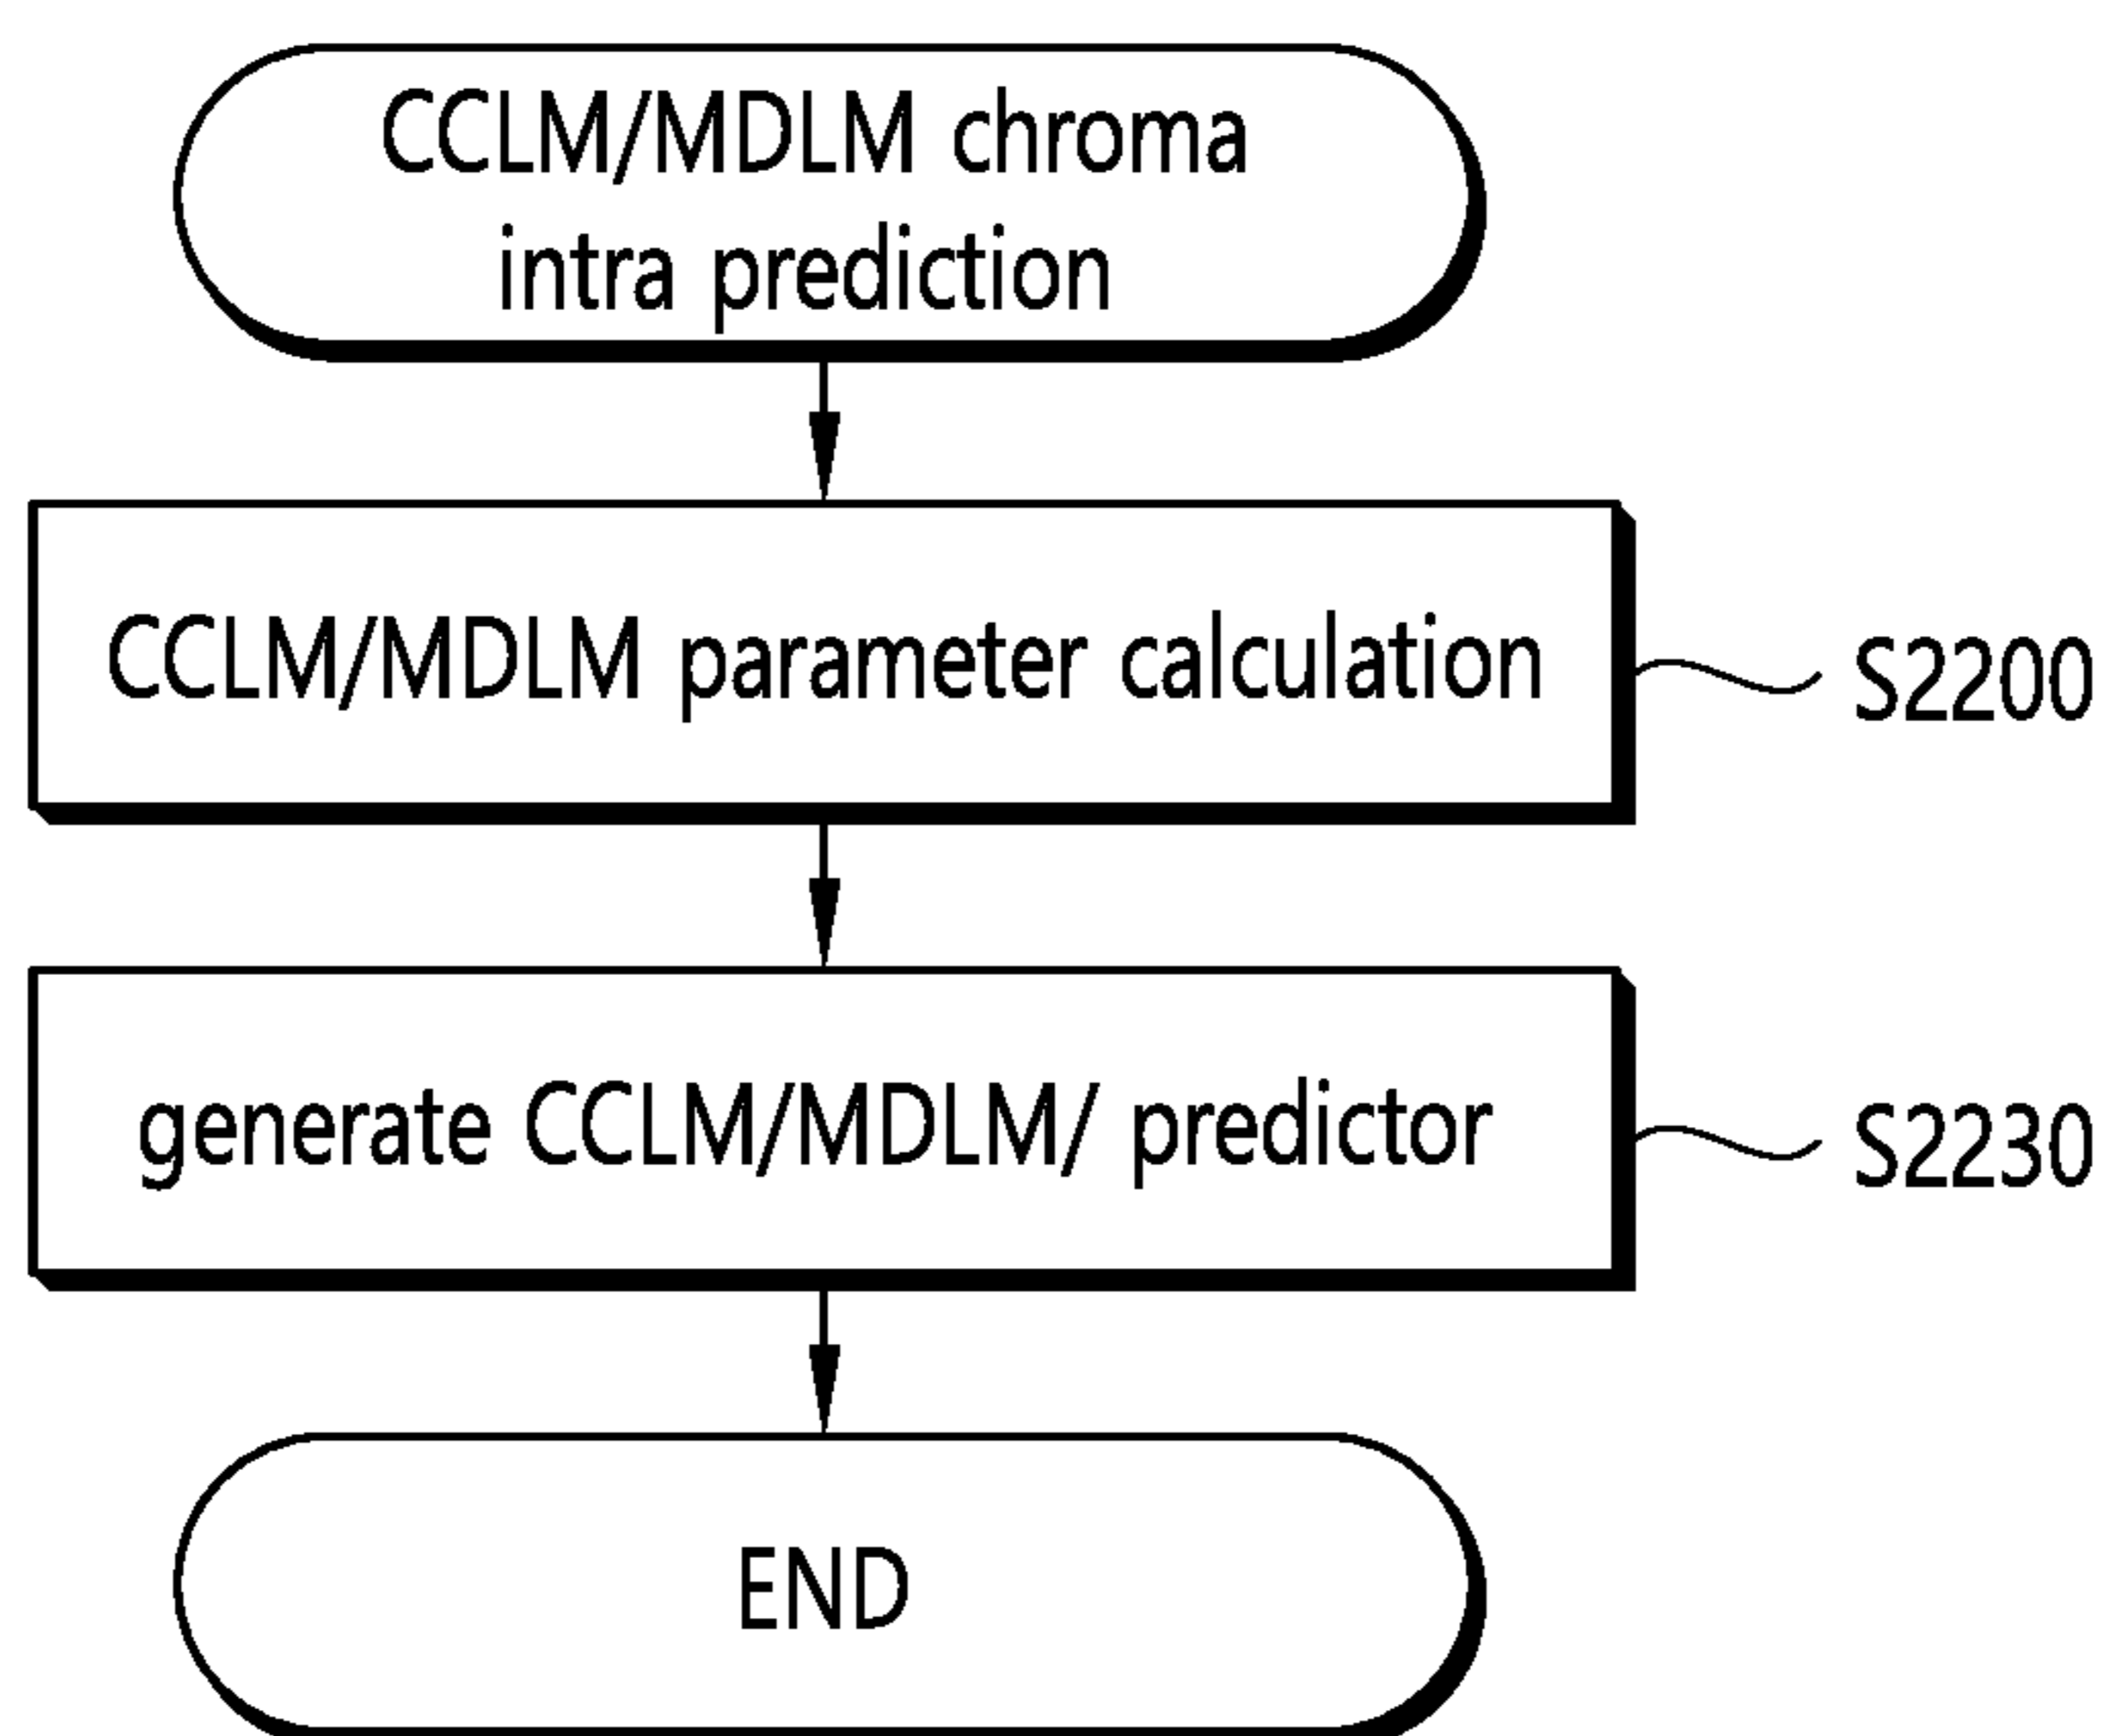 CCLM/MDLM chroma
intra prediction
CCLM/MDLM parameter calculation
S2200
generate CCLM/MDLM/ predictor
S2230
END